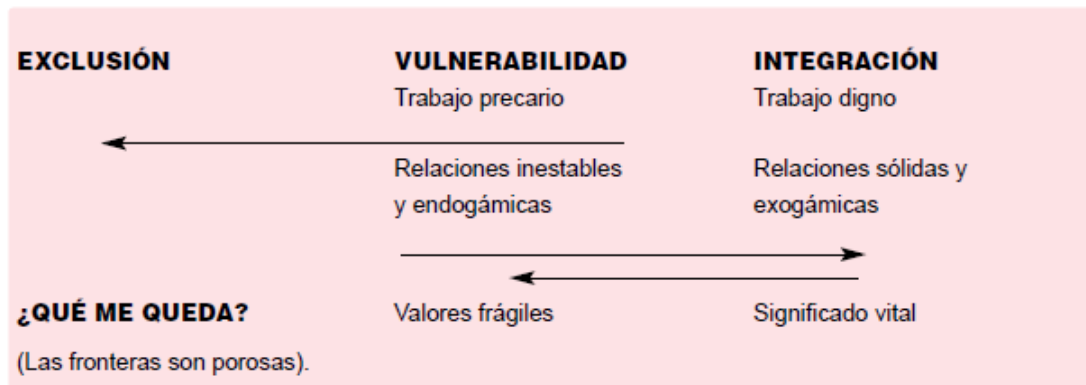 EXCLUSIÓN VULNERABILIDAD INTEGRACIÓN
Trabajo precario Trabajo digno
Relaciones inestables Relaciones sólidas y
y endogámicas exogámicas
¿QUÉ ME QUEDA? Valores frágiles Significado vital
(Las fronteras son porosas).